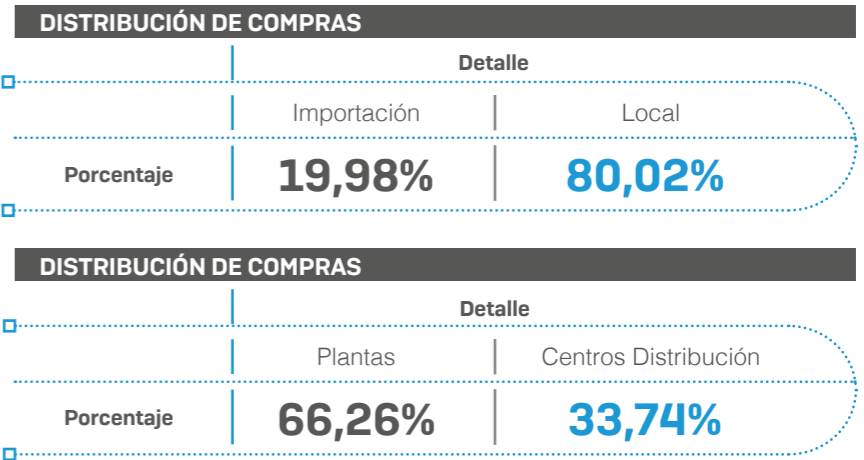 DISTRIBUCIÓN DE COMPRAS
Detalle
Importación Local
Porcentaje 19,98% 80,02%
DISTRIBUCIÓN DE COMPRAS
Detalle
Plantas Centros Distribución
Porcentaje 66,26% 33,74%